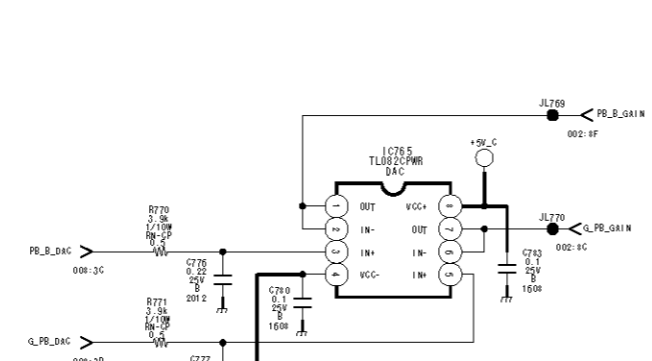 JL769
PB_B_GAIN
002:8F
IC765
TL082CPWR
DAC
+5V_C
R770
3.9k
1/10W
RN-CP
0.5
1 OUT VCC+ 8
JL770
2 IN- OUT 7
G_PB_GAIN
002:8C
PB_B_DAC
3 IN+ IN- 6
008:3C
C776
0.22
25V
B
2012
4 VCC- IN+ 5
C783
0.1
25V
B
1608
C780
0.1
25V
B
1608
R771
3.9k
1/10W
RN-CP
0.5
G_PB_DAC
C777